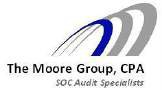 The Moore Group, CPA
SOC Audit Specialists